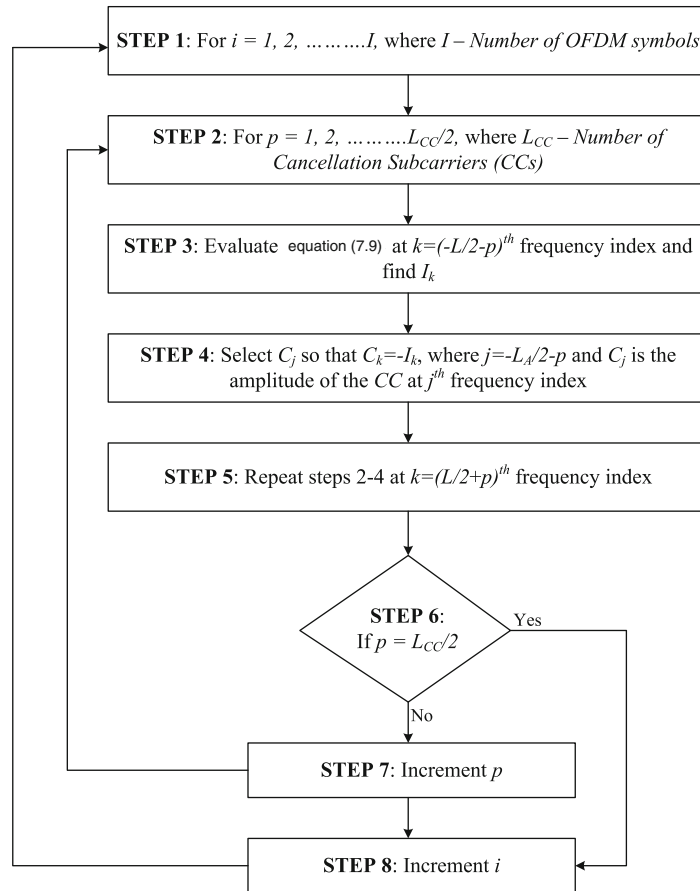 STEP 1: For i = 1, 2, ……….I, where I – Number of OFDM symbols
STEP 2: For p = 1, 2, ……….L_CC/2, where L_CC – Number of
Cancellation Subcarriers (CCs)
STEP 3: Evaluate equation (7.9) at k=(-L/2-p)^th frequency index and
find I_k
STEP 4: Select C_j so that C_k=-I_k, where j=-L_A/2-p and C_j is the
amplitude of the CC at j^th frequency index
STEP 5: Repeat steps 2-4 at k=(L/2+p)^th frequency index
STEP 6:
If p = L_CC/2
Yes
No
STEP 7: Increment p
STEP 8: Increment i